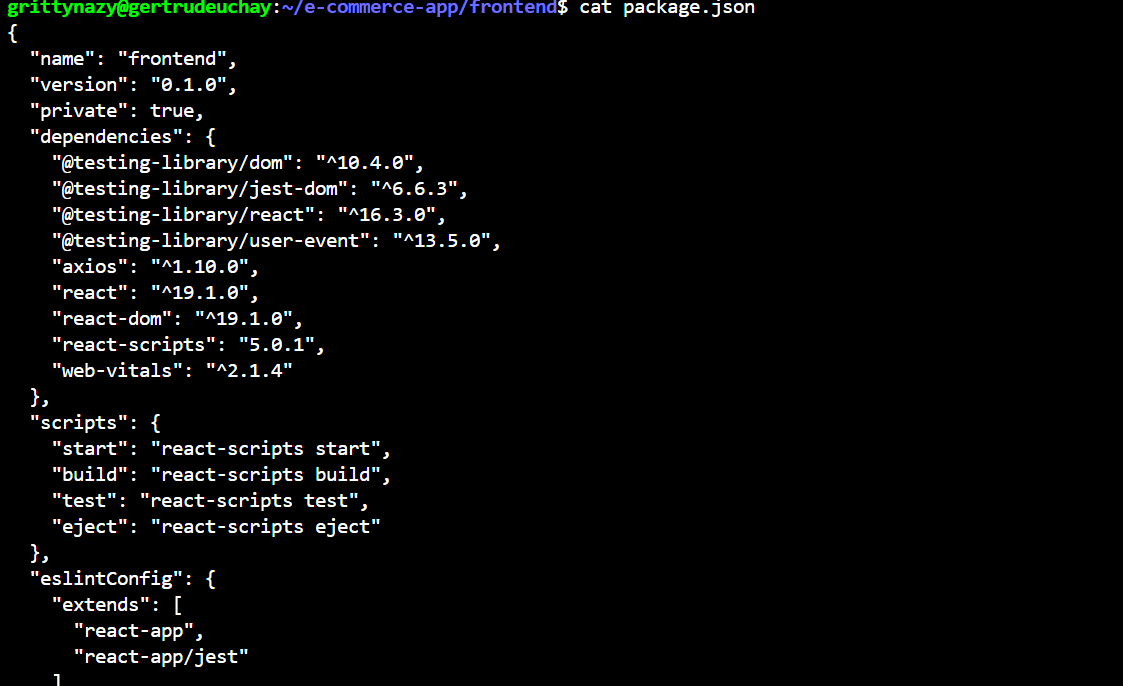 grittynazy@gertrudeuchay:~/e-commerce-app/frontend$ cat package.json
{
  "name": "frontend",
  "version": "0.1.0",
  "private": true,
  "dependencies": {
    "@testing-library/dom": "^10.4.0",
    "@testing-library/jest-dom": "^6.6.3",
    "@testing-library/react": "^16.3.0",
    "@testing-library/user-event": "^13.5.0",
    "axios": "^1.10.0",
    "react": "^19.1.0",
    "react-dom": "^19.1.0",
    "react-scripts": "5.0.1",
    "web-vitals": "^2.1.4"
  },
  "scripts": {
    "start": "react-scripts start",
    "build": "react-scripts build",
    "test": "react-scripts test",
    "eject": "react-scripts eject"
  },
  "eslintConfig": {
    "extends": [
      "react-app",
      "react-app/jest"
    ]